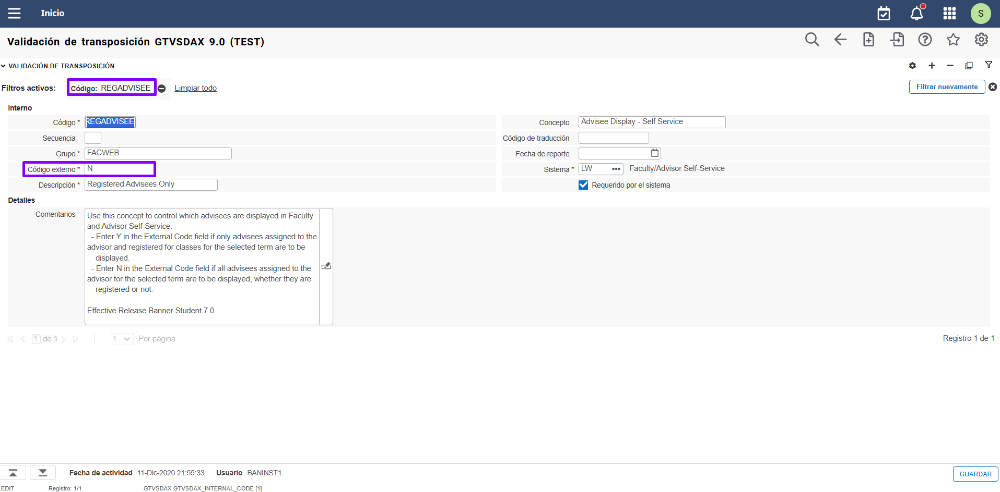 Inicio
S
Validación de transposición GTVSDAX 9.0 (TEST)
VALIDACIÓN DE TRANSPOSICIÓN
Filtros activos: Código: REGADVISEE Limpiar todo
Filtrar nuevamente
Interno
Código * REGADVISEE
Concepto Advisee Display - Self Service
Secuencia
Código de traducción
Grupo * FACWEB
Fecha de reporte
Código externo * N
Sistema * LW Faculty/Advisor Self-Service
Descripción * Registered Advisees Only
Requerido por el sistema
Detalles
Comentarios
Use this concept to control which advisees are displayed in Faculty
and Advisor Self-Service.
- Enter Y in the External Code field if only advisees assigned to the
advisor and registered for classes for the selected term are to be
displayed.
- Enter N in the External Code field if all advisees assigned to the
advisor for the selected term are to be displayed, whether they are
registered or not.
Effective Release Banner Student 7.0
1 de 1
1 Por página
Registro 1 de 1
Fecha de actividad 11-Dic-2020 21:55:33 Usuario BANINST1
GUARDAR
EDIT Registro: 1/1 GTVSDAX.GTVSDAX_INTERNAL_CODE [1]